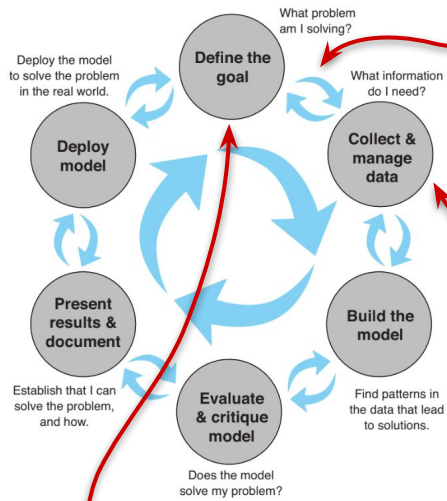 What problem
am I solving?
Define the
goal
What information
do I need?
Collect &
manage
data
Build the
model
Find patterns in
the data that lead
to solutions.
Evaluate
& critique
model
Does the model
solve my problem?
Present
results &
document
Establish that I can
solve the problem,
and how.
Deploy
model
Deploy the model
to solve the problem
in the real world.